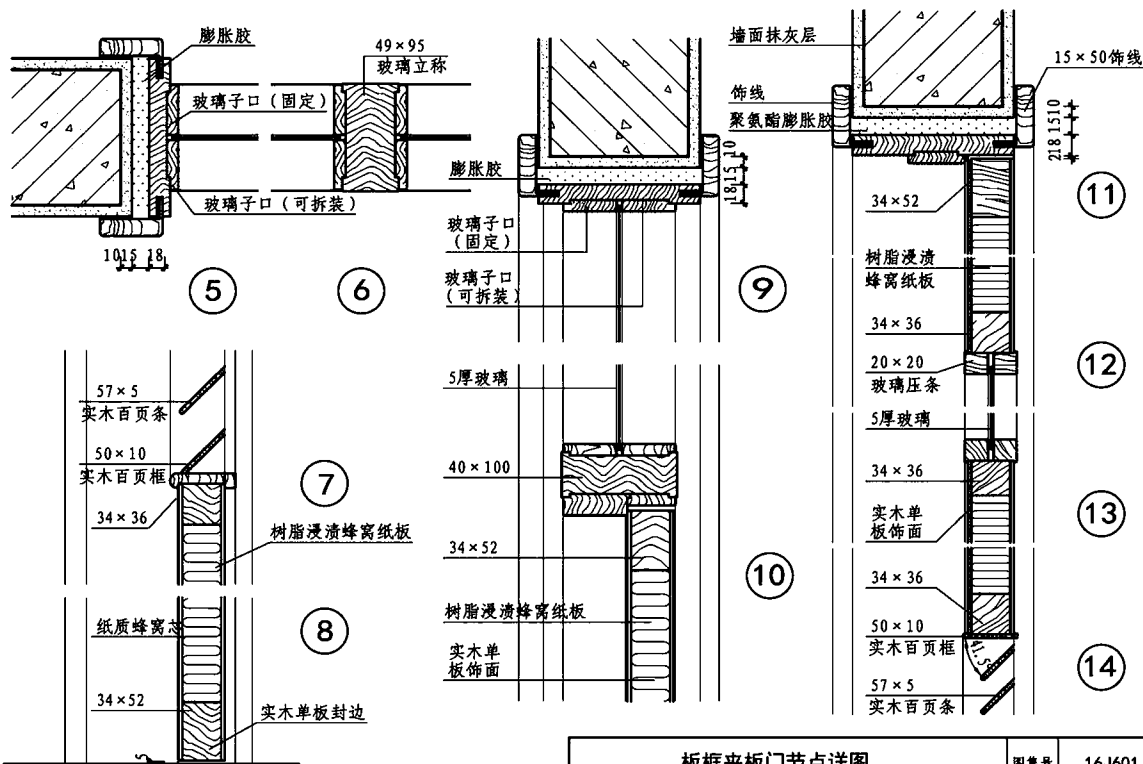 膨胀胶
49×95
玻璃立称
玻璃子口（固定）
玻璃子口（可拆装）
10 15 18
5
6
57×5
实木百页条
50×10
实木百页框
34×36
树脂浸渍蜂窝纸板
7
纸质蜂窝芯
8
34×52
实木单板封边
5
膨胀胶
18 15 10
玻璃子口
（固定）
玻璃子口
（可拆装）
9
5厚玻璃
40×100
34×52
10
树脂浸渍蜂窝纸板
实木单
板饰面
墙面抹灰层
15×50饰线
饰线
聚氨酯膨胀胶
21 18 15 10
34×52
11
树脂浸渍
蜂窝纸板
34×36
20×20
玻璃压条
12
5厚玻璃
34×36
实木单
板饰面
13
34×36
50×10
实木百页框
41.5°
57×5
实木百页条
14
板框夹板门节点详图
图集号
16J601